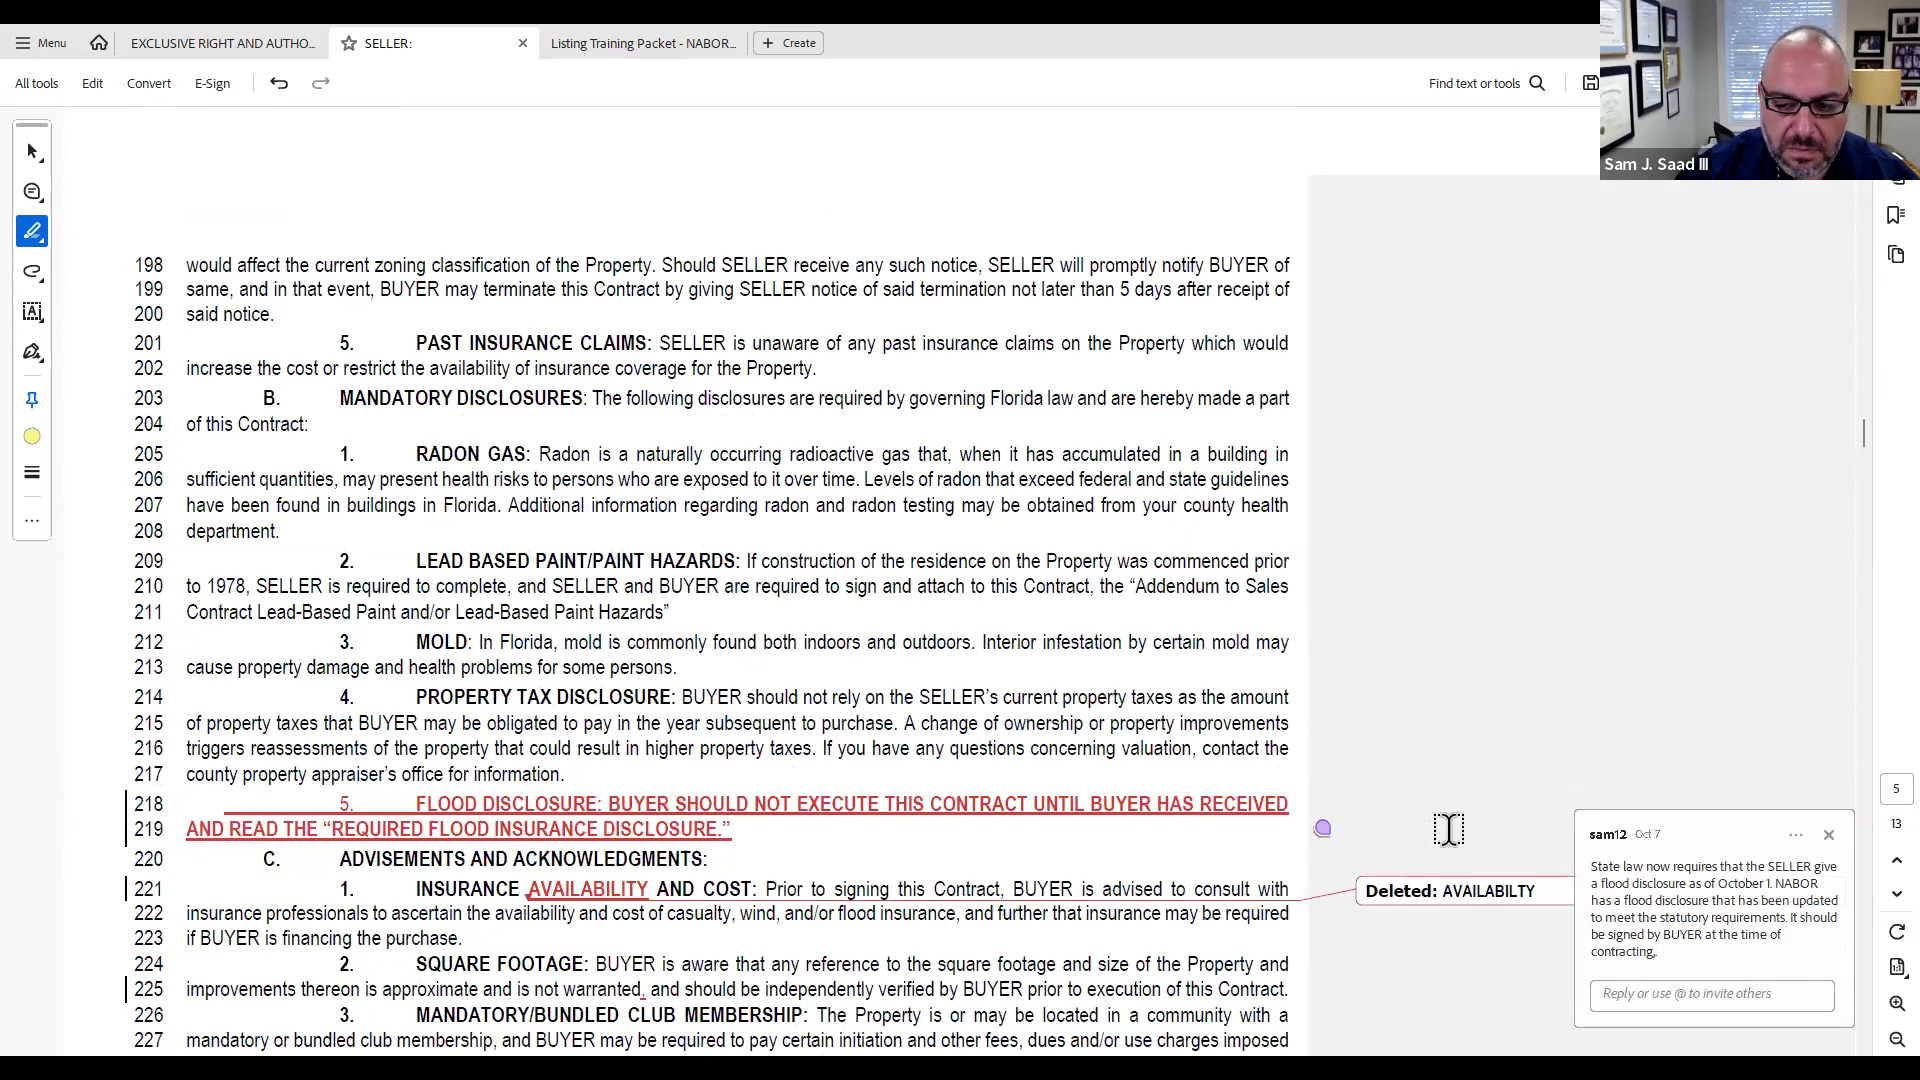 Menu
EXCLUSIVE RIGHT AND AUTHO...
SELLER:
Listing Training Packet - NABOR...
Create
All tools
Edit
Convert
E-Sign
Find text or tools
Sam J. Saad III
198 would affect the current zoning classification of the Property. Should SELLER receive any such notice, SELLER will promptly notify BUYER of
199 same, and in that event, BUYER may terminate this Contract by giving SELLER notice of said termination not later than 5 days after receipt of
200 said notice.
201 5. PAST INSURANCE CLAIMS: SELLER is unaware of any past insurance claims on the Property which would
202 increase the cost or restrict the availability of insurance coverage for the Property.
203 B. MANDATORY DISCLOSURES: The following disclosures are required by governing Florida law and are hereby made a part
204 of this Contract:
205 1. RADON GAS: Radon is a naturally occurring radioactive gas that, when it has accumulated in a building in
206 sufficient quantities, may present health risks to persons who are exposed to it over time. Levels of radon that exceed federal and state guidelines
207 have been found in buildings in Florida. Additional information regarding radon and radon testing may be obtained from your county health
208 department.
209 2. LEAD BASED PAINT/PAINT HAZARDS: If construction of the residence on the Property was commenced prior
210 to 1978, SELLER is required to complete, and SELLER and BUYER are required to sign and attach to this Contract, the “Addendum to Sales
211 Contract Lead-Based Paint and/or Lead-Based Paint Hazards”
212 3. MOLD: In Florida, mold is commonly found both indoors and outdoors. Interior infestation by certain mold may
213 cause property damage and health problems for some persons.
214 4. PROPERTY TAX DISCLOSURE: BUYER should not rely on the SELLER’s current property taxes as the amount
215 of property taxes that BUYER may be obligated to pay in the year subsequent to purchase. A change of ownership or property improvements
216 triggers reassessments of the property that could result in higher property taxes. If you have any questions concerning valuation, contact the
217 county property appraiser’s office for information.
218 5. FLOOD DISCLOSURE: BUYER SHOULD NOT EXECUTE THIS CONTRACT UNTIL BUYER HAS RECEIVED
219 AND READ THE “REQUIRED FLOOD INSURANCE DISCLOSURE.”
220 C. ADVISEMENTS AND ACKNOWLEDGMENTS:
221 1. INSURANCE AVAILABILITY AND COST: Prior to signing this Contract, BUYER is advised to consult with
222 insurance professionals to ascertain the availability and cost of casualty, wind, and/or flood insurance, and further that insurance may be required
223 if BUYER is financing the purchase.
224 2. SQUARE FOOTAGE: BUYER is aware that any reference to the square footage and size of the Property and
225 improvements thereon is approximate and is not warranted, and should be independently verified by BUYER prior to execution of this Contract.
226 3. MANDATORY/BUNDLED CLUB MEMBERSHIP: The Property is or may be located in a community with a
227 mandatory or bundled club membership, and BUYER may be required to pay certain initiation and other fees, dues and/or use charges imposed
Deleted: AVAILABILTY
sam12 Oct 7
State law now requires that the SELLER give
a flood disclosure as of October 1. NABOR
has a flood disclosure that has been updated
to meet the statutory requirements. It should
be signed by BUYER at the time of
contracting,.
Reply or use @ to invite others
5
13
1:1